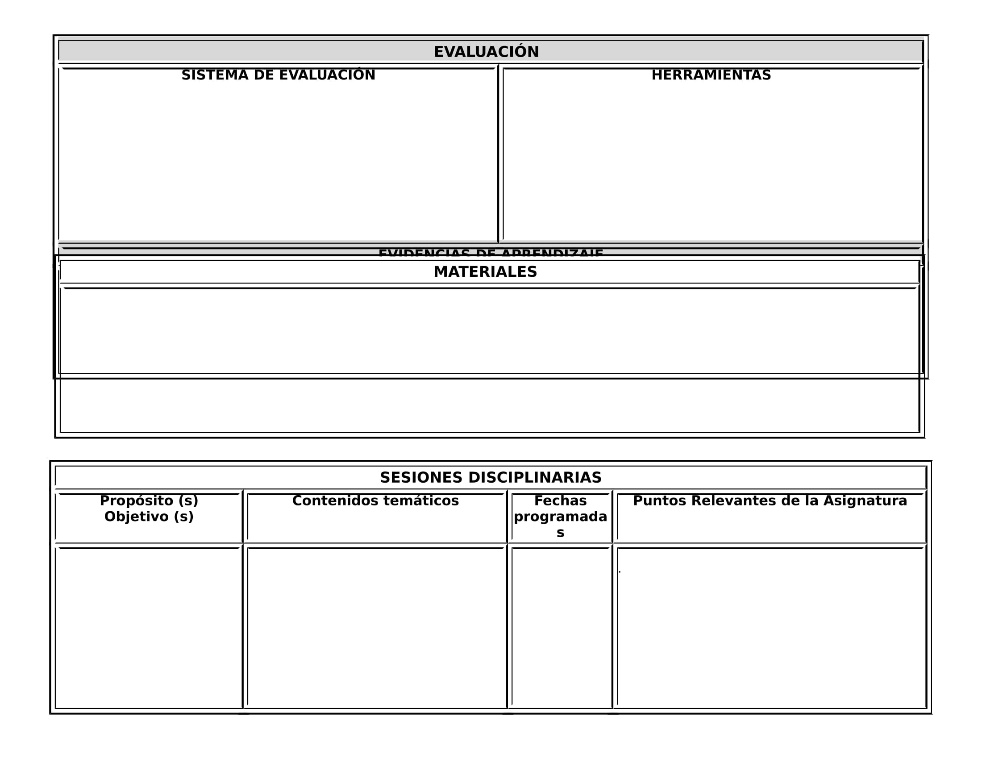 EVALUACIÓN
SISTEMA DE EVALUACIÓN
HERRAMIENTAS
EVIDENCIAS DE APRENDIZAJE
MATERIALES
SESIONES DISCIPLINARIAS
Propósito (s)
Objetivo (s)
Contenidos temáticos
Fechas
programada
s
Puntos Relevantes de la Asignatura
.